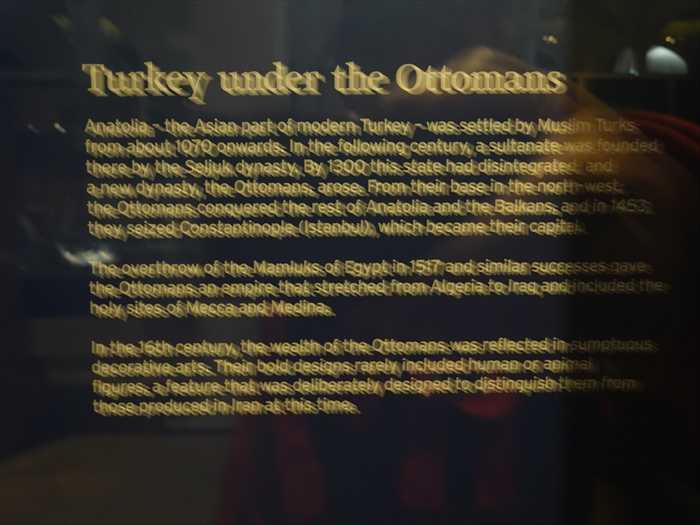 Turkey under the Ottomans
Anatolia - the Asian part of modern Turkey - was settled by Muslim Turks
from about 1070 onwards. In the following century, a sultanate was founded
there by the Seljuk dynasty. By 1300 this state had disintegrated, and
a new dynasty, the Ottomans, arose. From their base in the north-west,
the Ottomans conquered the rest of Anatolia and the Balkans, and in 1453,
they seized Constantinople (Istanbul), which became their capital.
The overthrow of the Mamluks of Egypt in 1517 and similar successes gave
the Ottomans an empire that stretched from Algeria to Iraq and included the
holy sites of Mecca and Medina.
In the 16th century, the wealth of the Ottomans was reflected in sumptuous
decorative arts. Their bold designs rarely included human or animal
figures, a feature that was deliberately designed to distinguish them from
those produced in Iran at this time.